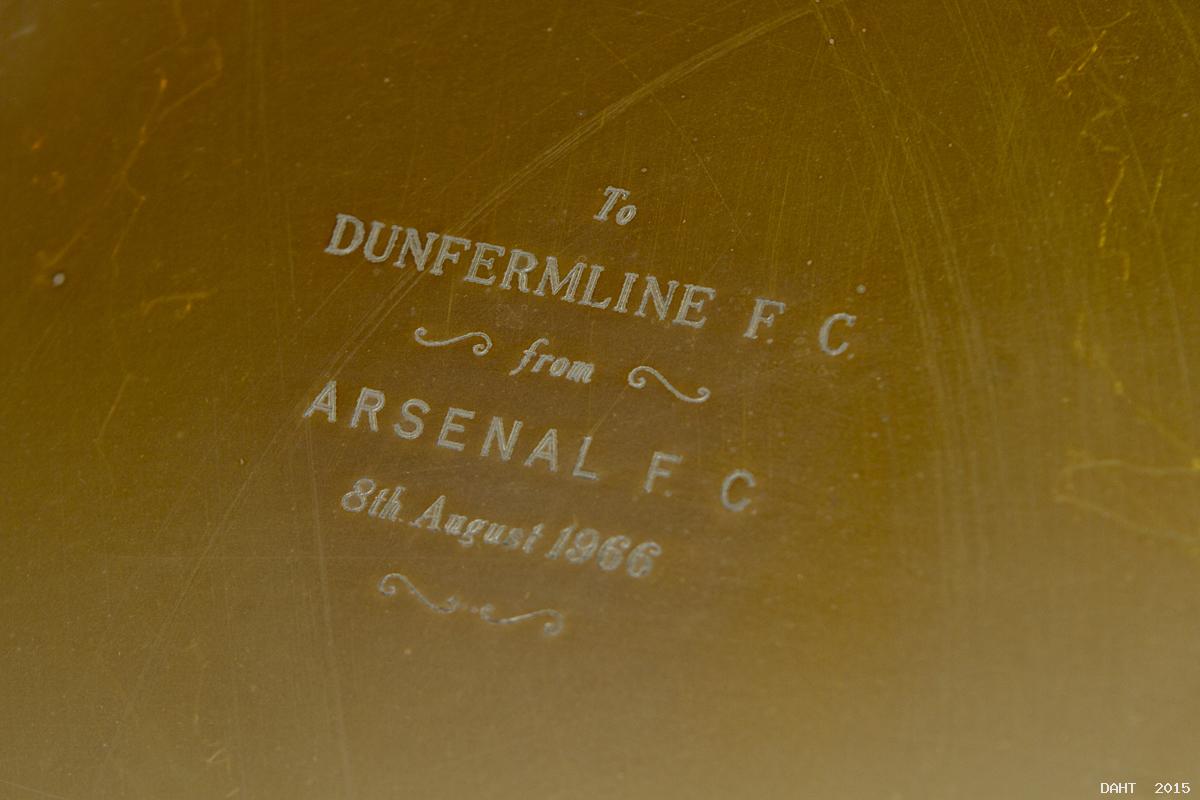 To
DUNFERMLINE F. C.
from
ARSENAL F. C.
8th August 1966
DAHT 2015